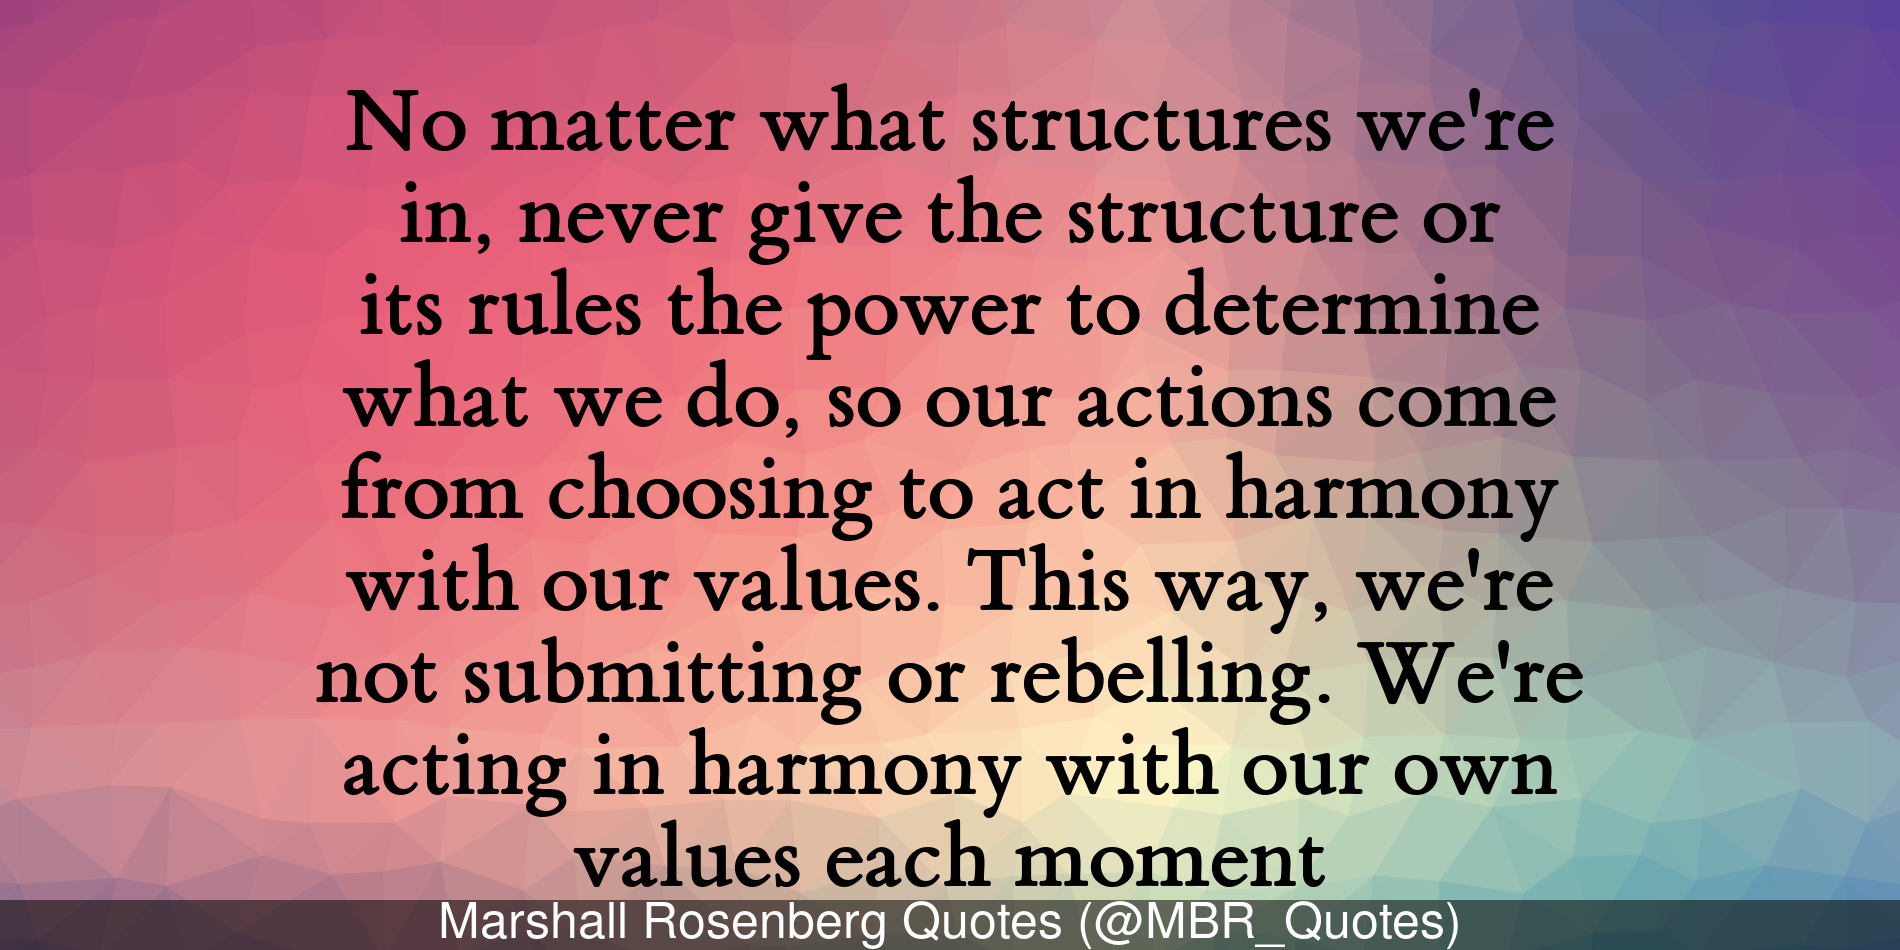 No matter what structures we're
in, never give the structure or
its rules the power to determine
what we do, so our actions come
from choosing to act in harmony
with our values. This way, we're
not submitting or rebelling. We're
acting in harmony with our own
values each moment
Marshall Rosenberg Quotes (@MBR_Quotes)